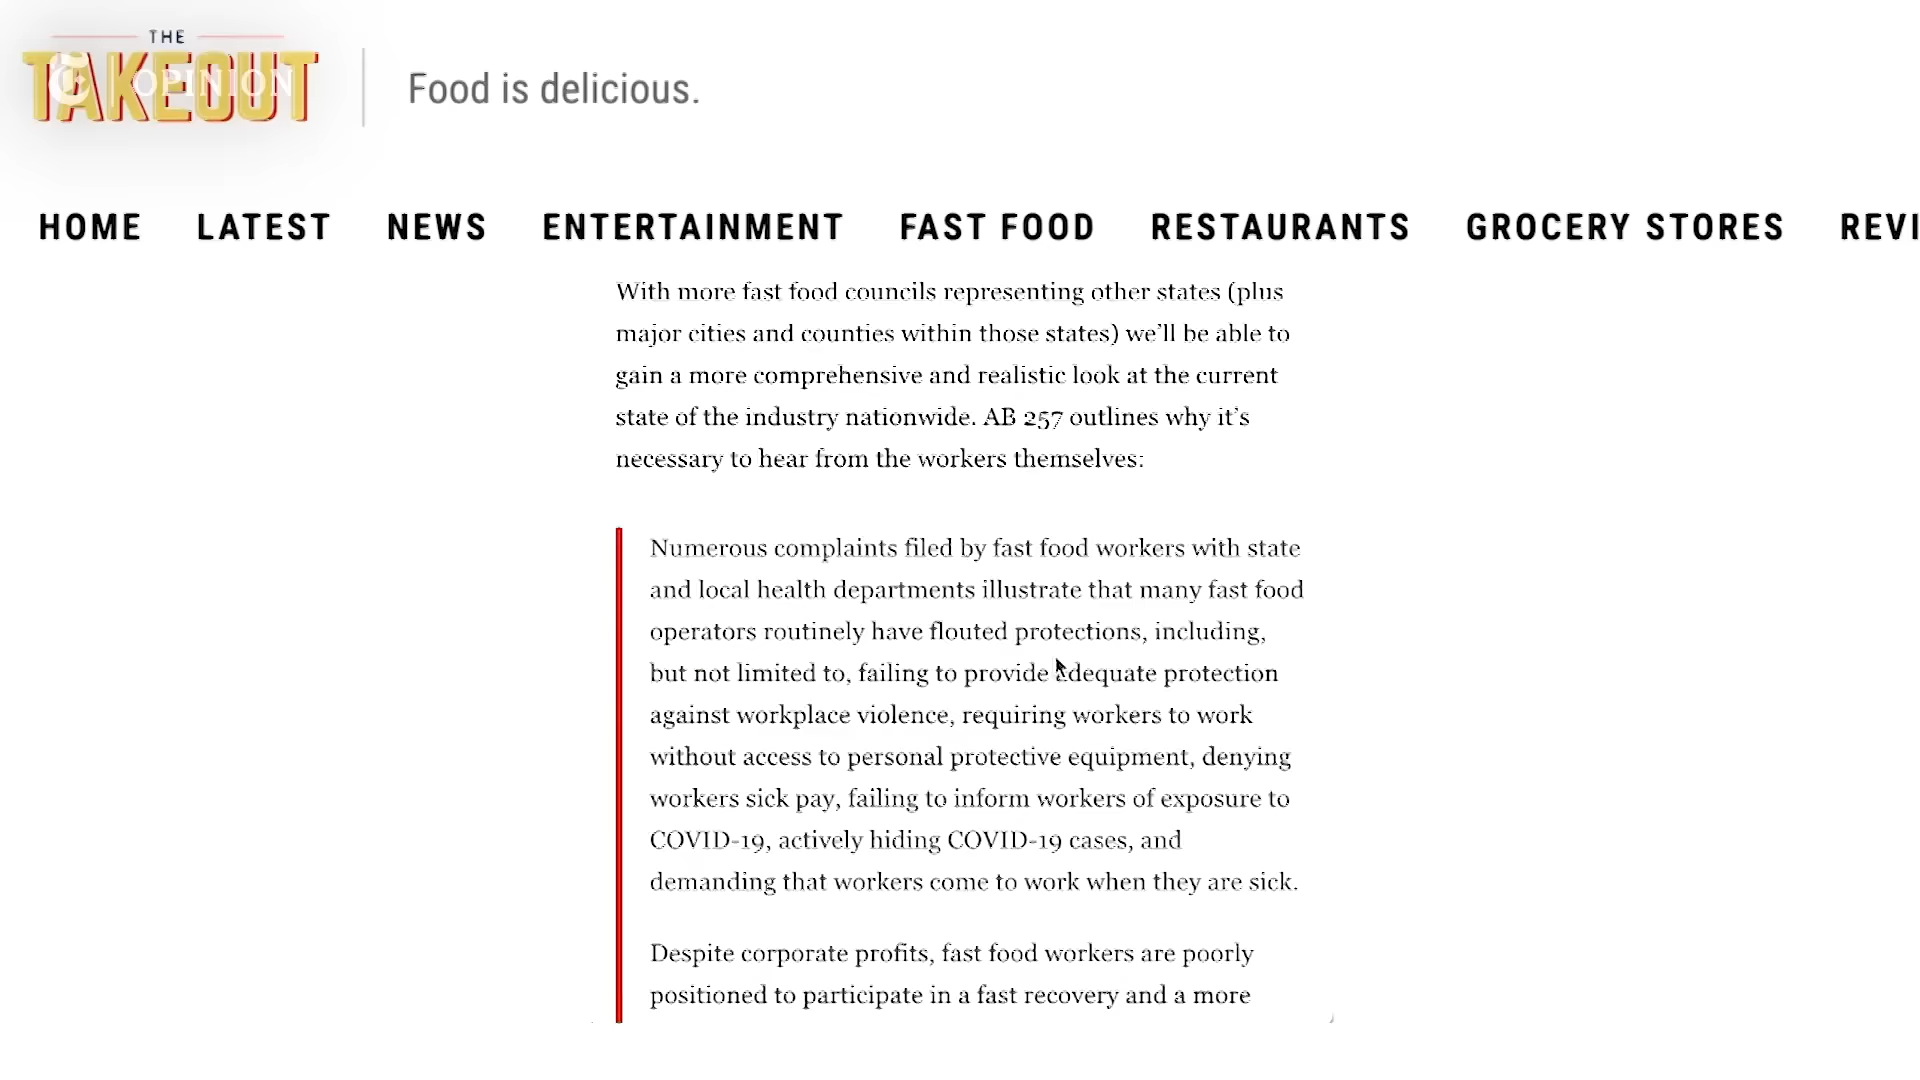 THE
TAKEOUT
OPINION
Food is delicious.
HOME LATEST NEWS ENTERTAINMENT FAST FOOD RESTAURANTS GROCERY STORES REVI
With more fast food councils representing other states (plus
major cities and counties within those states) we’ll be able to
gain a more comprehensive and realistic look at the current
state of the industry nationwide. AB 257 outlines why it’s
necessary to hear from the workers themselves:
Numerous complaints filed by fast food workers with state
and local health departments illustrate that many fast food
operators routinely have flouted protections, including,
but not limited to, failing to provide adequate protection
against workplace violence, requiring workers to work
without access to personal protective equipment, denying
workers sick pay, failing to inform workers of exposure to
COVID-19, actively hiding COVID-19 cases, and
demanding that workers come to work when they are sick.
Despite corporate profits, fast food workers are poorly
positioned to participate in a fast recovery and a more